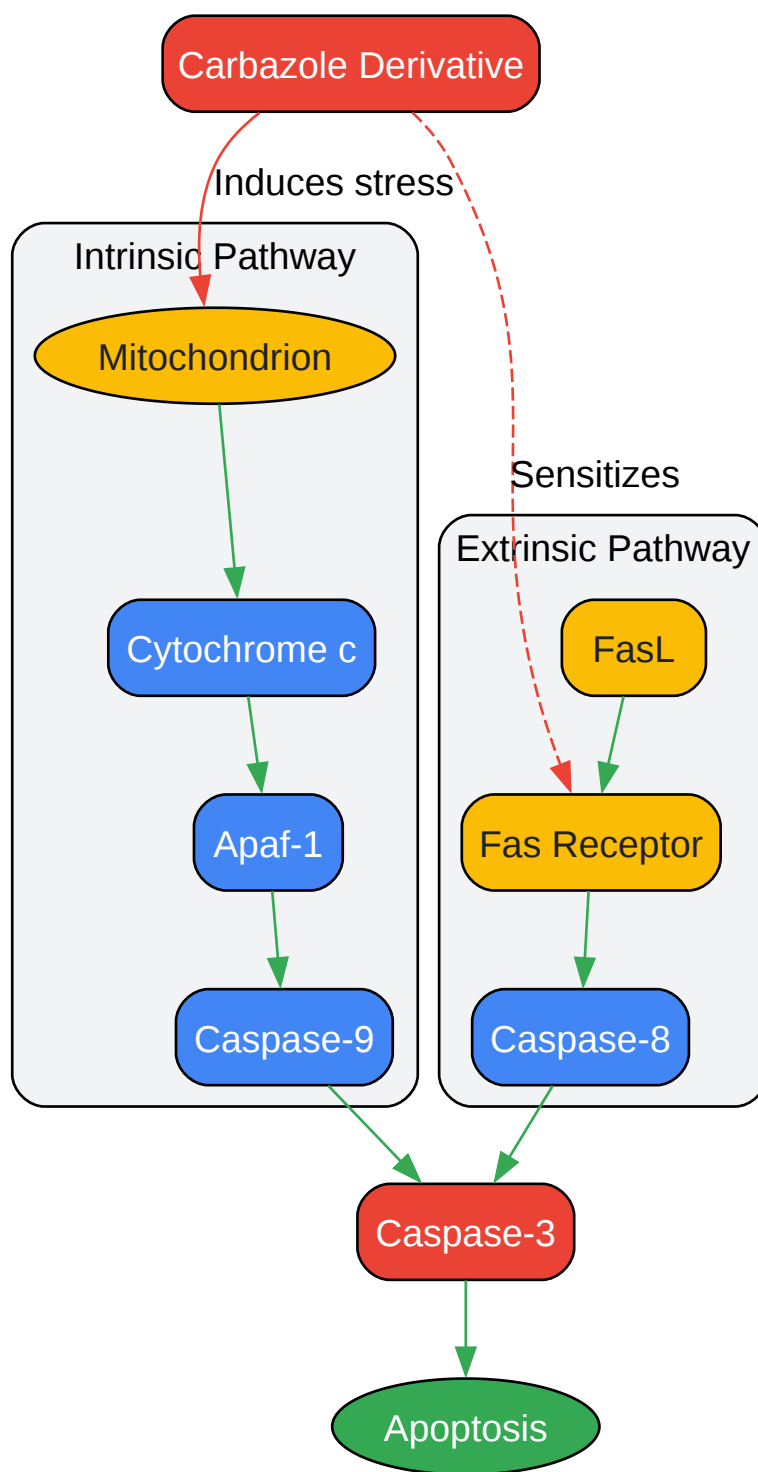 Carbazole Derivative
Induces stress
Intrinsic Pathway
Mitochondrion
Sensitizes
Extrinsic Pathway
Cytochrome c
FasL
Apaf-1
Fas Receptor
Caspase-9
Caspase-8
Caspase-3
Apoptosis